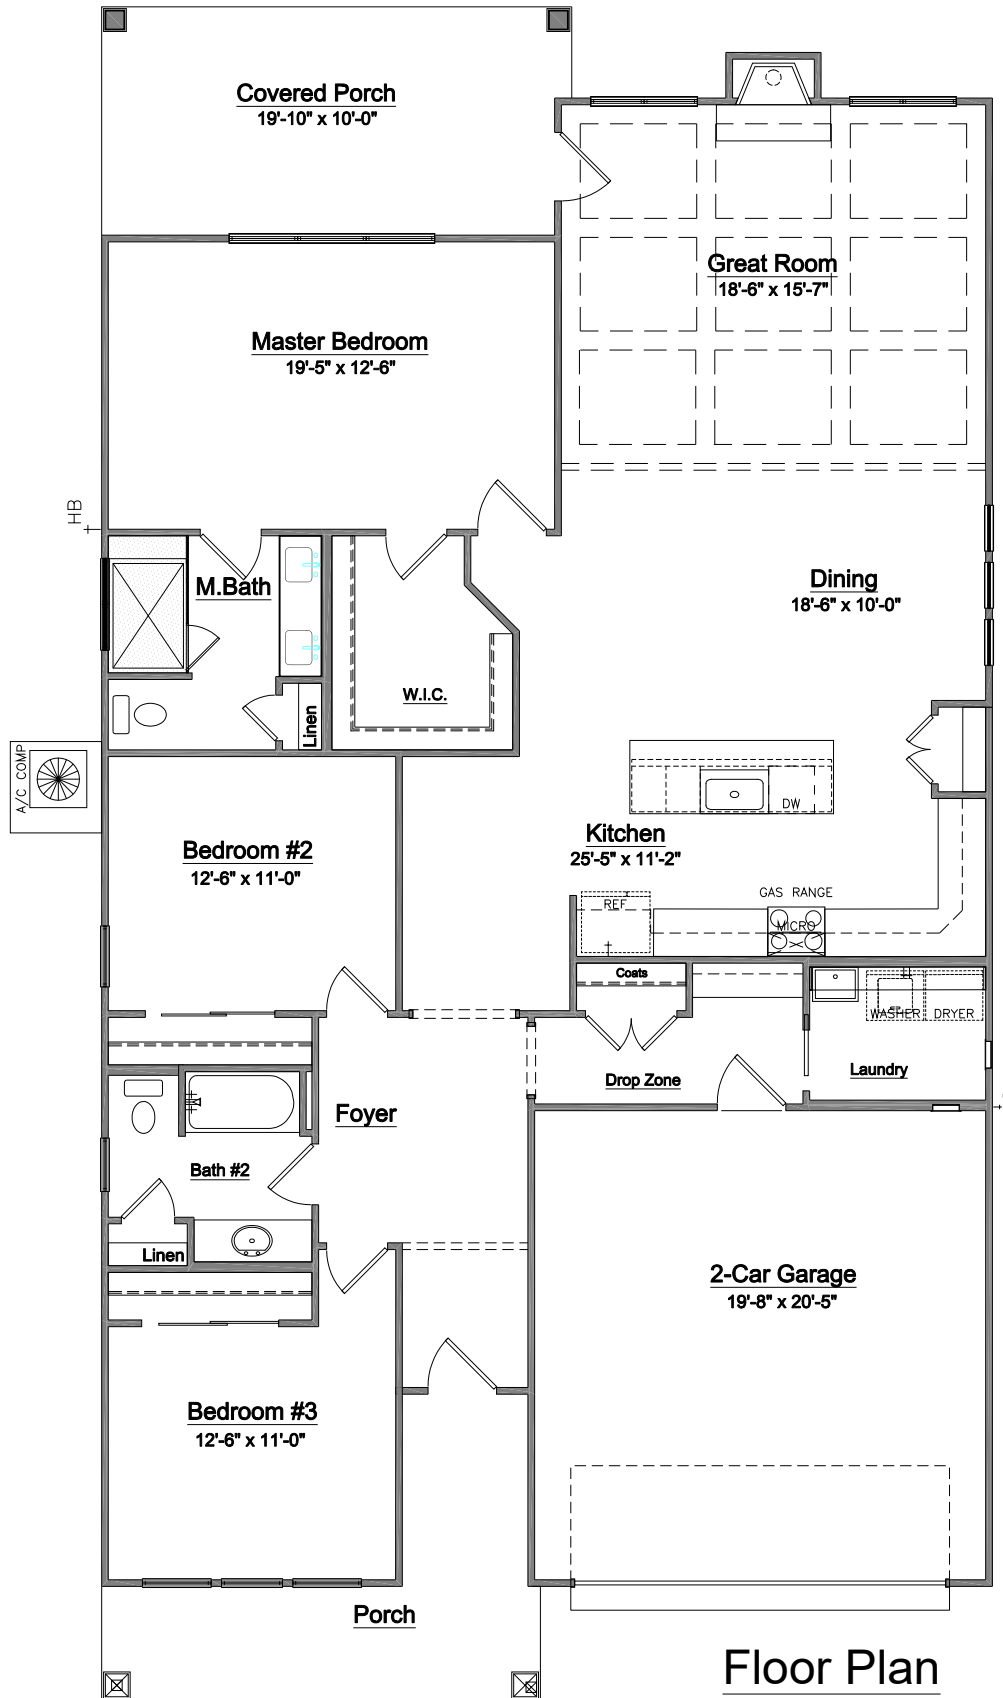 Covered Porch
19'-10" x 10'-0"
Great Room
18'-6" x 15'-7"
Master Bedroom
19'-5" x 12'-6"
HB
M.Bath
Dining
18'-6" x 10'-0"
W.I.C.
Linen
A/C COMP
DW
Kitchen
25'-5" x 11'-2"
Bedroom #2
12'-6" x 11'-0"
GAS RANGE
REF
MICRO
Coats
WASHER
DRYER
Laundry
Drop Zone
Foyer
Bath #2
Linen
2-Car Garage
19'-8" x 20'-5"
Bedroom #3
12'-6" x 11'-0"
Porch
Floor Plan